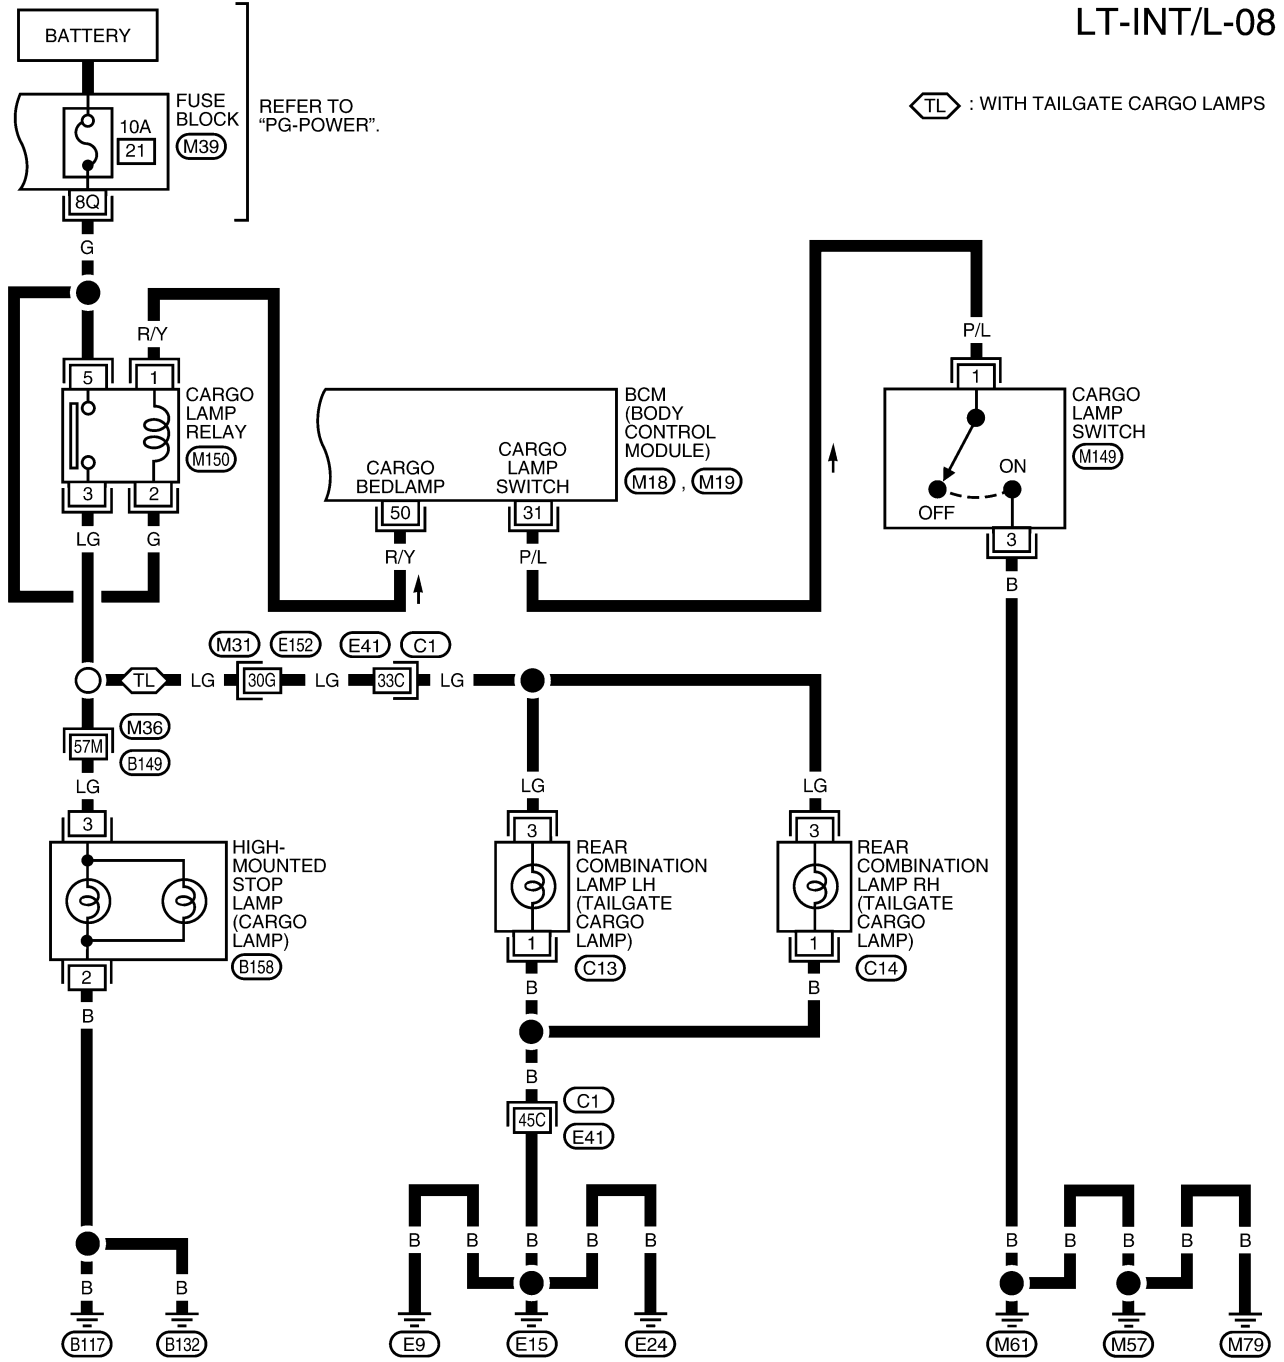 LT-INT/L-08
BATTERY
FUSE
BLOCK
M39
10A
21
8Q
REFER TO
“PG-POWER”.
TL : WITH TAILGATE CARGO LAMPS
G
R/Y
P/L
5
1
CARGO
LAMP
RELAY
M150
3
2
LG
G
BCM
(BODY
CONTROL
MODULE)
M18 , M19
CARGO
BEDLAMP
CARGO
LAMP
SWITCH
50
31
R/Y
P/L
1
CARGO
LAMP
SWITCH
M149
ON
OFF
3
B
M31
E152
E41
C1
TL
LG
30G
LG
33C
LG
M36
57M
B149
LG
LG
LG
3
HIGH-
MOUNTED
STOP
LAMP
(CARGO
LAMP)
B158
2
B
3
REAR
COMBINATION
LAMP LH
(TAILGATE
CARGO
LAMP)
C13
1
B
3
REAR
COMBINATION
LAMP RH
(TAILGATE
CARGO
LAMP)
C14
1
B
B
C1
45C
E41
B
B
B
B
B
B
B
B
B
B
B
B
B117
B132
E9
E15
E24
M61
M57
M79